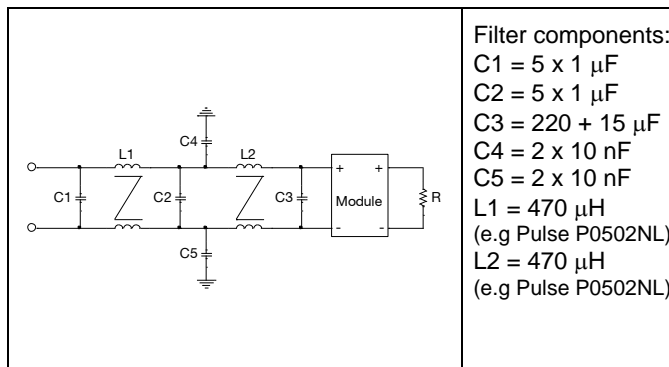 L1
L2
C4
C1
C2
C3
C5
+ +
Module
- -
R
Filter components:
C1 = 5 x 1 μF
C2 = 5 x 1 μF
C3 = 220 + 15 μF
C4 = 2 x 10 nF
C5 = 2 x 10 nF
L1 = 470 μH
(e.g Pulse P0502NL)
L2 = 470 μH
(e.g Pulse P0502NL)